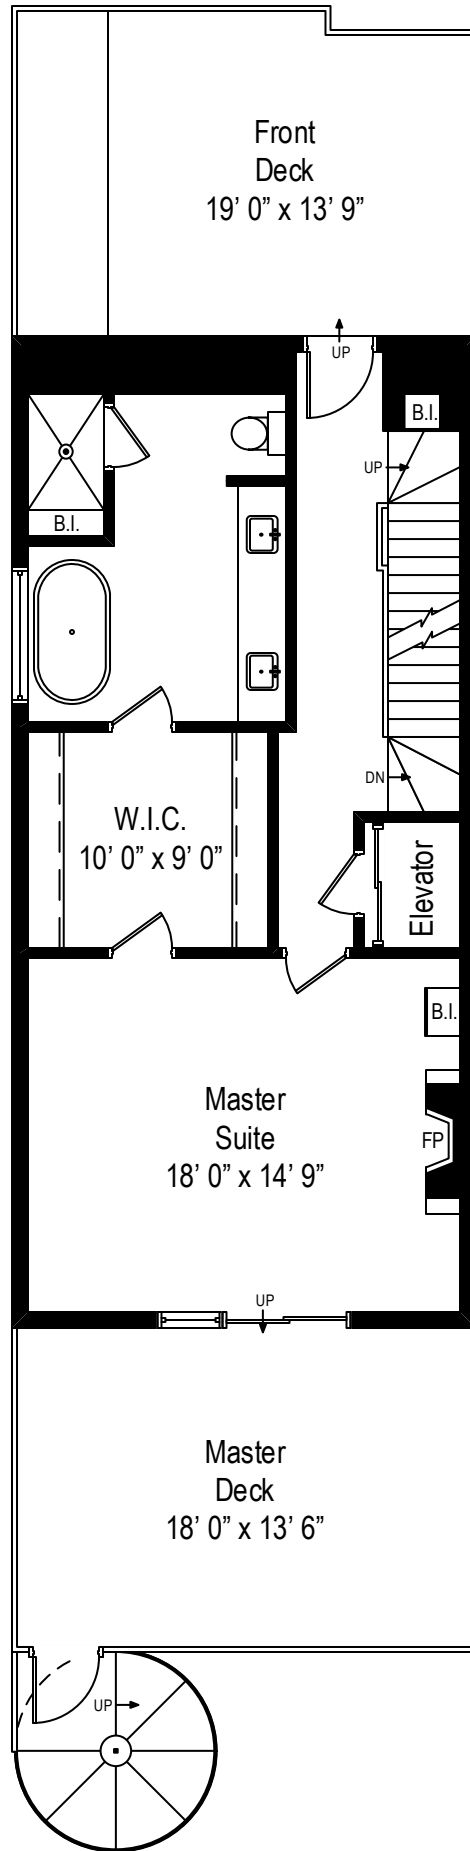 Front
Deck
19’ 0” x 13’ 9”
UP
B.I.
UP
B.I.
DN
W.I.C.
10’ 0” x 9’ 0”
Elevator
B.I.
Master
Suite
18’ 0” x 14’ 9”
FP
UP
Master
Deck
18’ 0” x 13’ 6”
UP